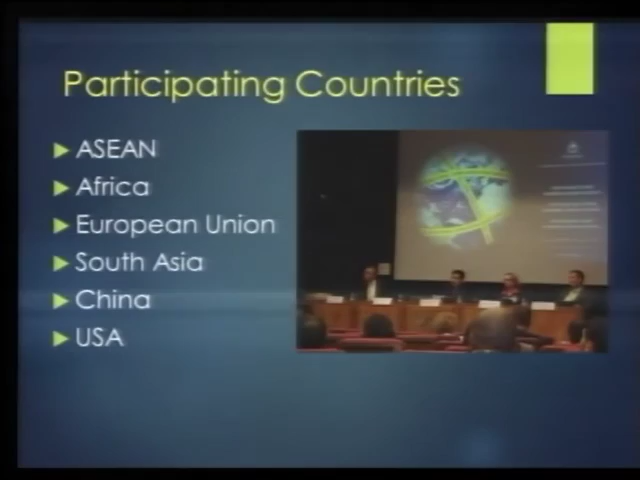 Participating Countries
ASEAN
Africa
European Union
South Asia
China
USA